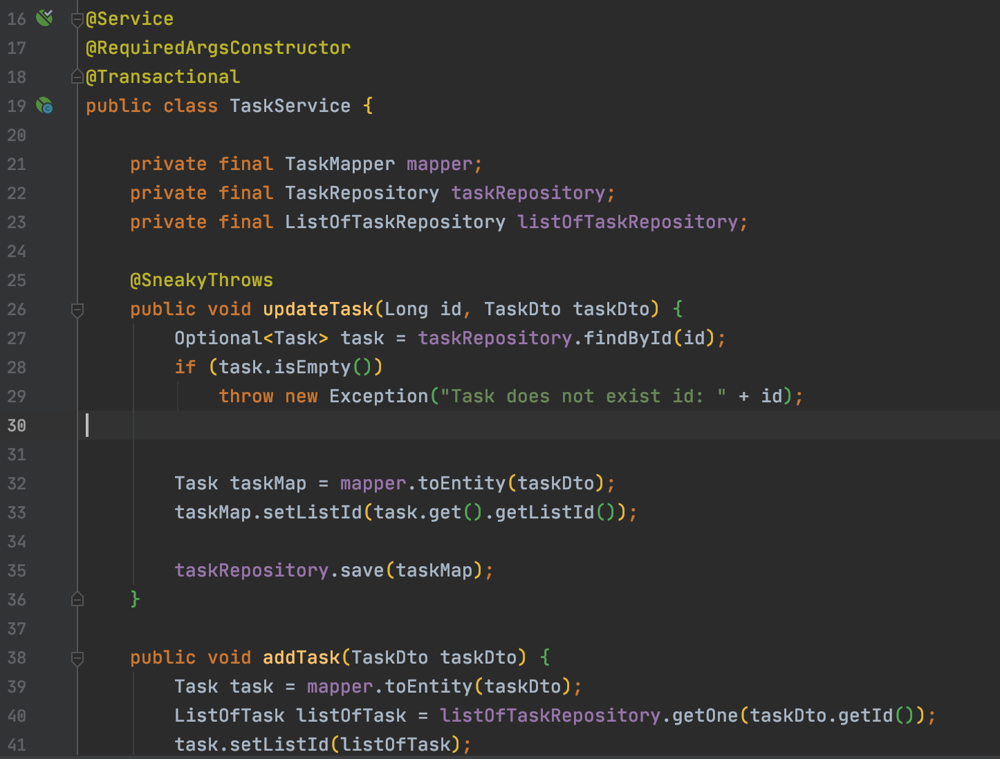 16 @Service
17 @RequiredArgsConstructor
18 @Transactional
19 public class TaskService {
20
21     private final TaskMapper mapper;
22     private final TaskRepository taskRepository;
23     private final ListOfTaskRepository listOfTaskRepository;
24
25     @SneakyThrows
26     public void updateTask(Long id, TaskDto taskDto) {
27         Optional<Task> task = taskRepository.findById(id);
28         if (task.isEmpty())
29             throw new Exception("Task does not exist id: " + id);
30
31
32         Task taskMap = mapper.toEntity(taskDto);
33         taskMap.setListId(task.get().getListId());
34
35         taskRepository.save(taskMap);
36     }
37
38     public void addTask(TaskDto taskDto) {
39         Task task = mapper.toEntity(taskDto);
40         ListOfTask listOfTask = listOfTaskRepository.getOne(taskDto.getId());
41         task.setListId(listOfTask);